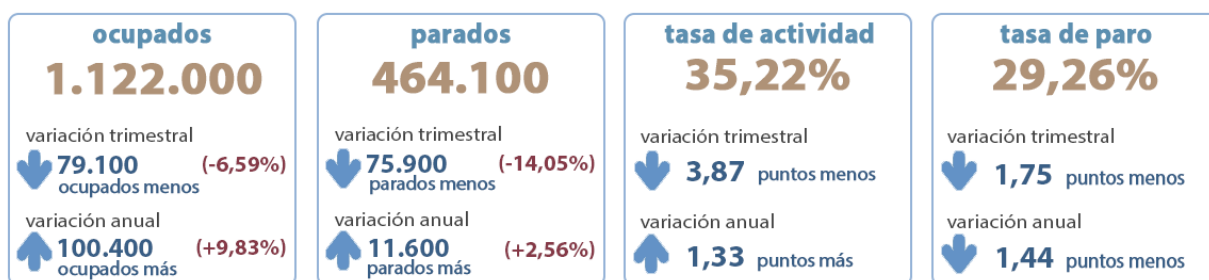 ocupados
1.122.000
variación trimestral
79.100 (-6,59%)
ocupados menos
variación anual
100.400 (+9,83%)
ocupados más
parados
464.100
variación trimestral
75.900 (-14,05%)
parados menos
variación anual
11.600 (+2,56%)
parados más
tasa de actividad
35,22%
variación trimestral
3,87 puntos menos
variación anual
1,33 puntos más
tasa de paro
29,26%
variación trimestral
1,75 puntos menos
variación anual
1,44 puntos menos